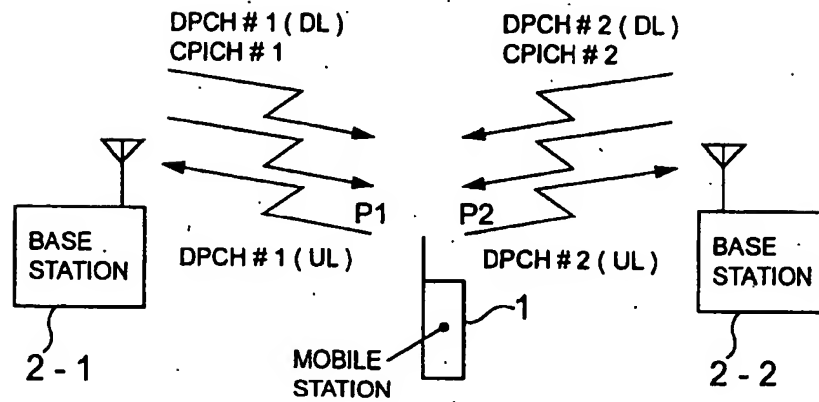 DPCH # 1 ( DL )
CPICH # 1
DPCH # 2 ( DL )
CPICH # 2
P1
P2
BASE
STATION
DPCH # 1 ( UL )
DPCH # 2 ( UL )
BASE
STATION
1
2 - 1
MOBILE
STATION
2 - 2